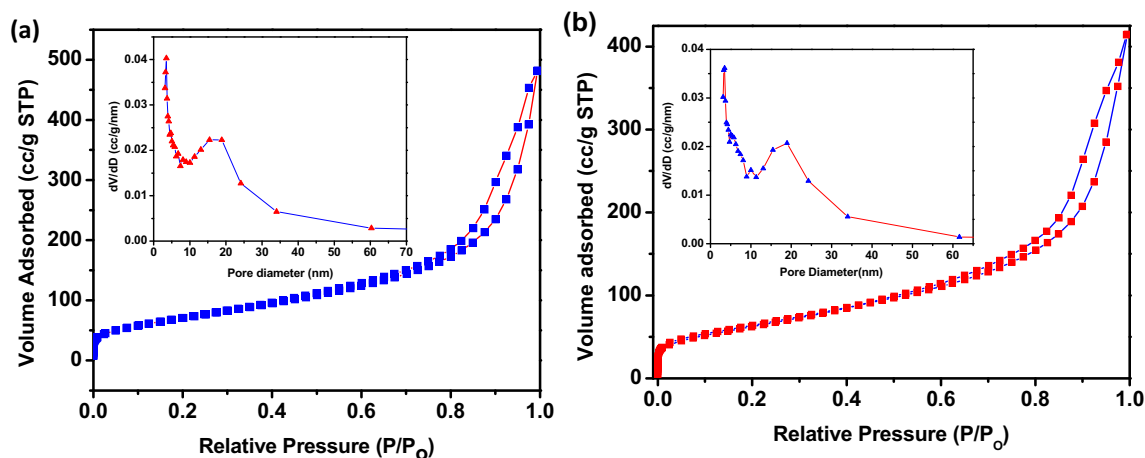 (a)
Volume Adsorbed (cc/g STP)
500
400
300
200
100
0
0.0 0.2 0.4 0.6 0.8 1.0
Relative Pressure (P/PO)
dV/dD (cc/g/nm)
0.04
0.03
0.02
0.01
0.00
0 10 20 30 40 50 60 70
Pore diameter (nm)
(b)
Volume adsorbed (cc/g STP)
400
300
200
100
0
0.0 0.2 0.4 0.6 0.8 1.0
Relative Pressure (P/Po)
dV/dD (cc/g/nm)
0.04
0.03
0.02
0.01
0.00
0 10 20 30 40 50 60
Pore Diameter(nm)